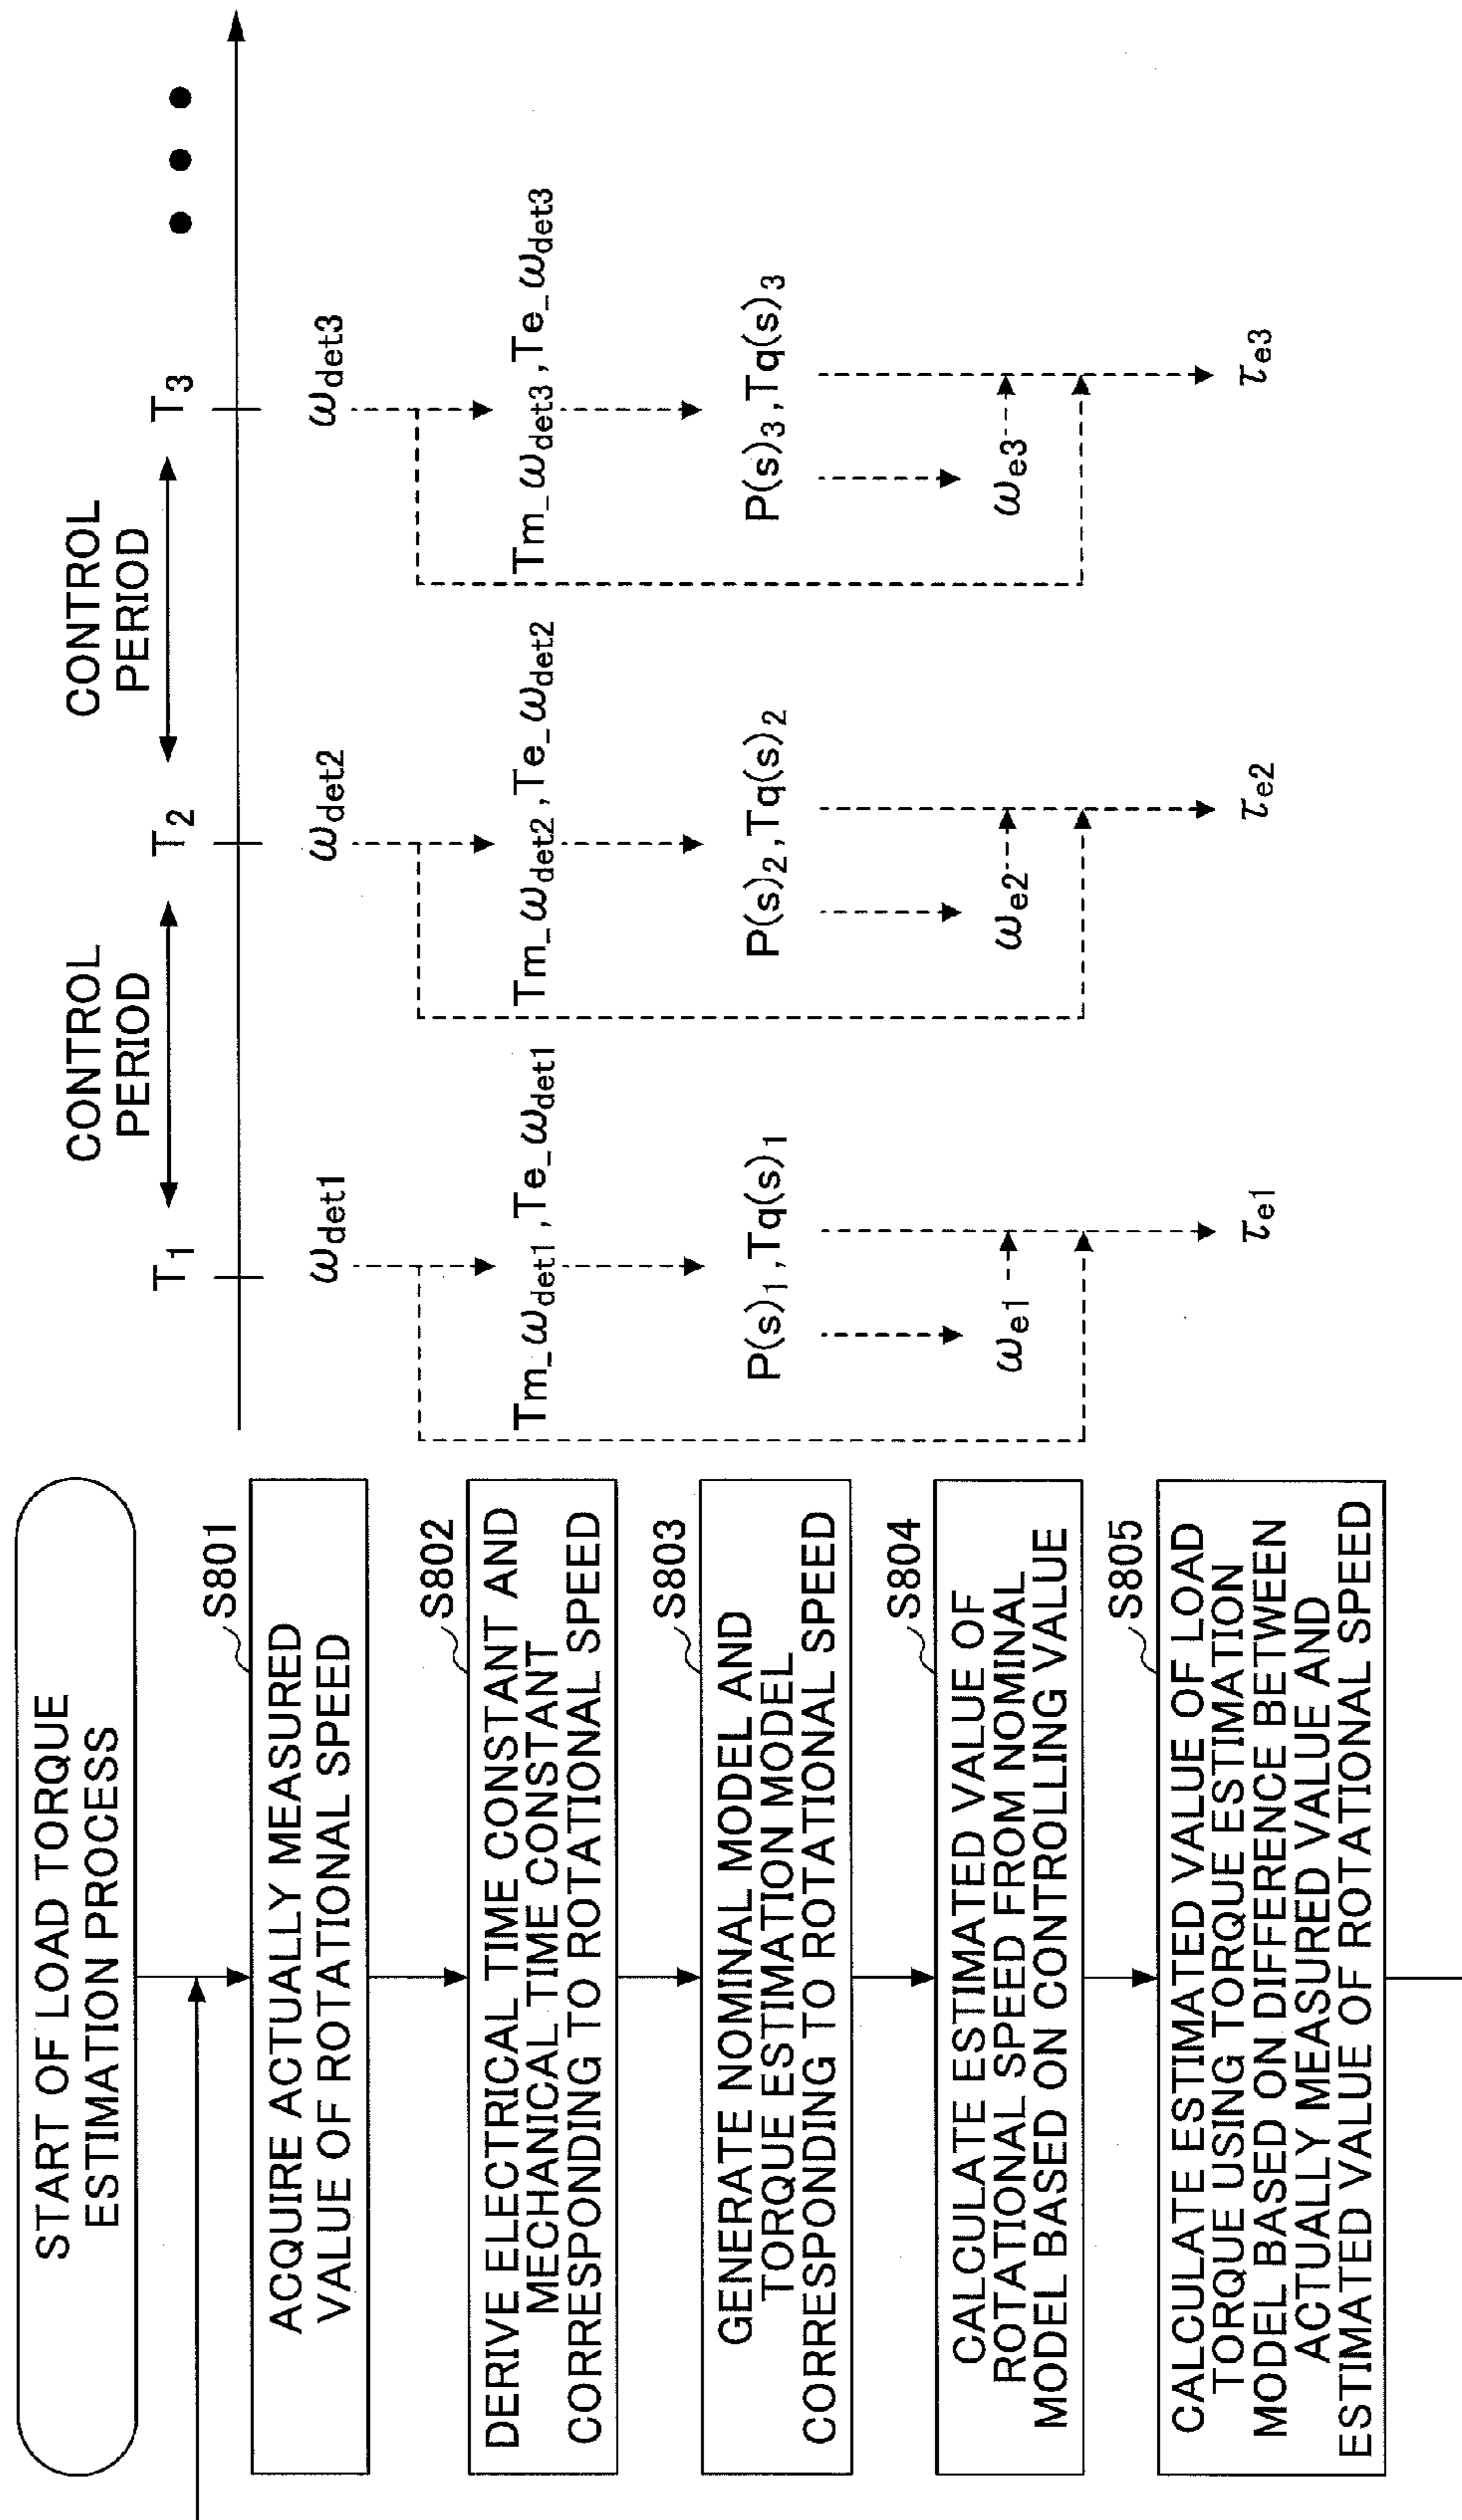 START OF LOAD TORQUE
ESTIMATION PROCESS
S801
ACQUIRE ACTUALLY MEASURED
VALUE OF ROTATIONAL SPEED
S802
DERIVE ELECTRICAL TIME CONSTANT AND
MECHANICAL TIME CONSTANT
CORRESPONDING TO ROTATIONAL SPEED
S803
GENERATE NOMINAL MODEL AND
TORQUE ESTIMATION MODEL
CORRESPONDING TO ROTATIONAL SPEED
S804
CALCULATE ESTIMATED VALUE OF
ROTATIONAL SPEED FROM NOMINAL
MODEL BASED ON CONTROLLING VALUE
S805
CALCULATE ESTIMATED VALUE OF LOAD
TORQUE USING TORQUE ESTIMATION
MODEL BASED ON DIFFERENCE BETWEEN
ACTUALLY MEASURED VALUE AND
ESTIMATED VALUE OF ROTATIONAL SPEED
CONTROL
PERIOD
CONTROL
PERIOD
T1 T2 T3 ● ● ●
ωdet1 ωdet2 ωdet3
Tm_ωdet1,Te_ωdet1 Tm_ωdet2,Te_ωdet2 Tm_ωdet3,Te_ωdet3
P(s)1,Tq(s)1 P(s)2,Tq(s)2 P(s)3,Tq(s)3
ωe1 ωe2 ωe3
τe1 τe2 τe3